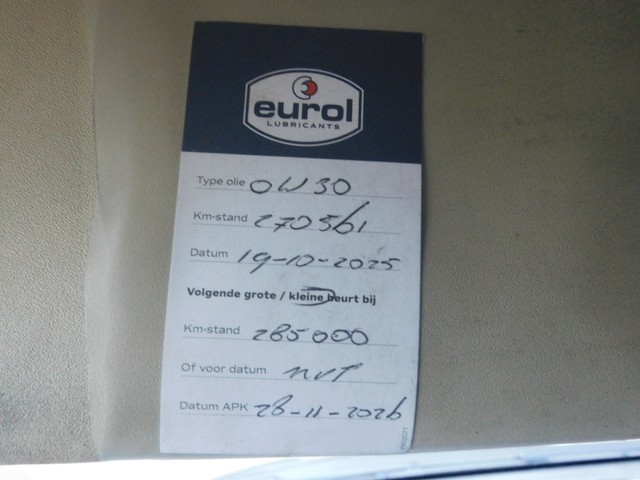 eurol
LUBRICANTS
Type olie 0W30
Km-stand 270561
Datum 19-10-2025
Volgende grote / kleine beurt bij
Km-stand 285000
Of voor datum nvt
Datum APK 28-11-2026